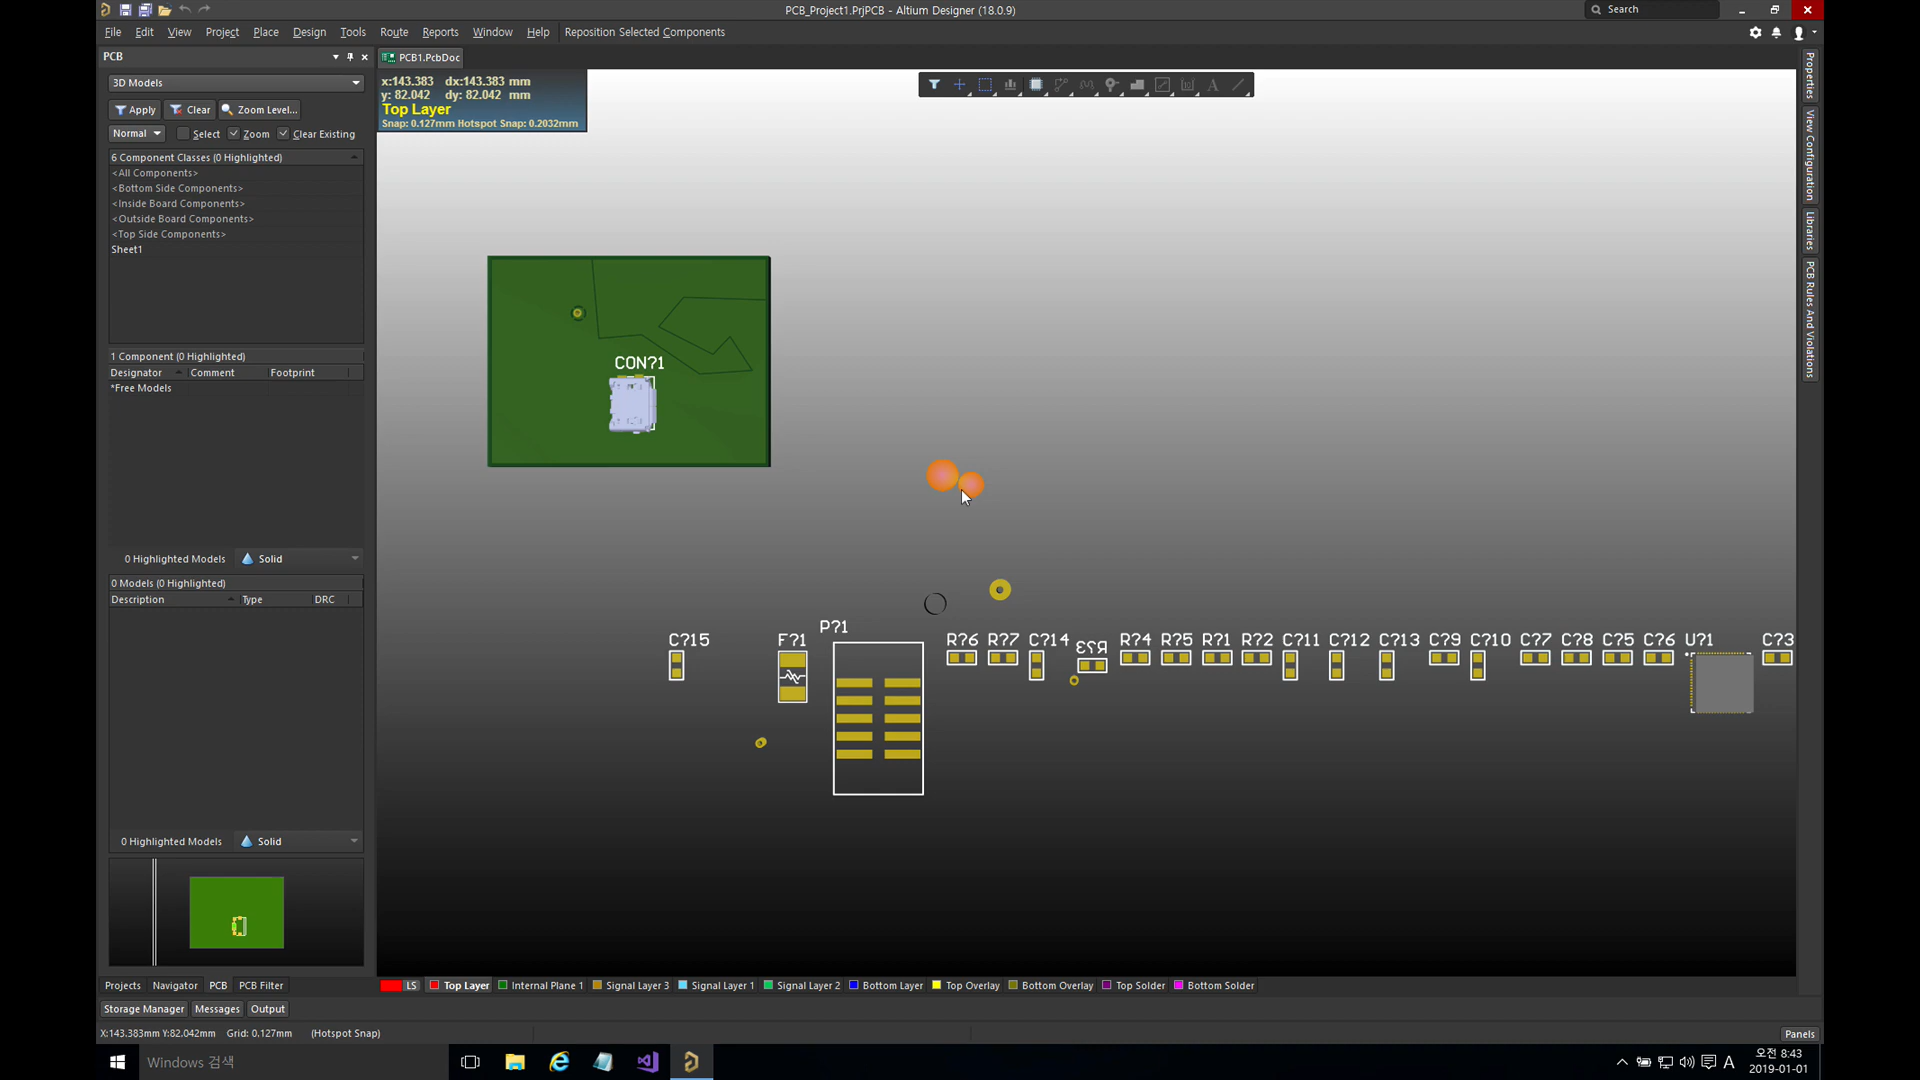 PCB_Project1.PrjPCB - Altium Designer (18.0.9)
Search
File Edit View Project Place Design Tools Route Reports Window Help Reposition Selected Components
PCB
PCB1.PcbDoc
3D Models
Apply Clear Zoom Level...
Normal Select Zoom Clear Existing
6 Component Classes (0 Highlighted)
<All Components>
<Bottom Side Components>
<Inside Board Components>
<Outside Board Components>
<Top Side Components>
Sheet1
1 Component (0 Highlighted)
Designator Comment Footprint
*Free Models
0 Highlighted Models Solid
0 Models (0 Highlighted)
Description Type DRC
0 Highlighted Models Solid
x:143.383 dx:143.383 mm
y: 82.042 dy: 82.042 mm
Top Layer
Snap: 0.127mm Hotspot Snap: 0.2032mm
CON?1
C?15 F?1 P?1 R?6 R?7 C?14 R?3 R?4 R?5 R?1 R?2 C?11 C?12 C?13 C?9 C?10 C?7 C?8 C?5 C?6 U?1 C?3
Properties
View Configuration
Libraries
PCB Rules And Violations
Projects Navigator PCB PCB Filter
LS Top Layer Internal Plane 1 Signal Layer 3 Signal Layer 1 Signal Layer 2 Bottom Layer Top Overlay Bottom Overlay Top Solder Bottom Solder
Storage Manager Messages Output
X:143.383mm Y:82.042mm Grid: 0.127mm (Hotspot Snap)
Panels
Windows 검색
A
오전 8:43
2019-01-01